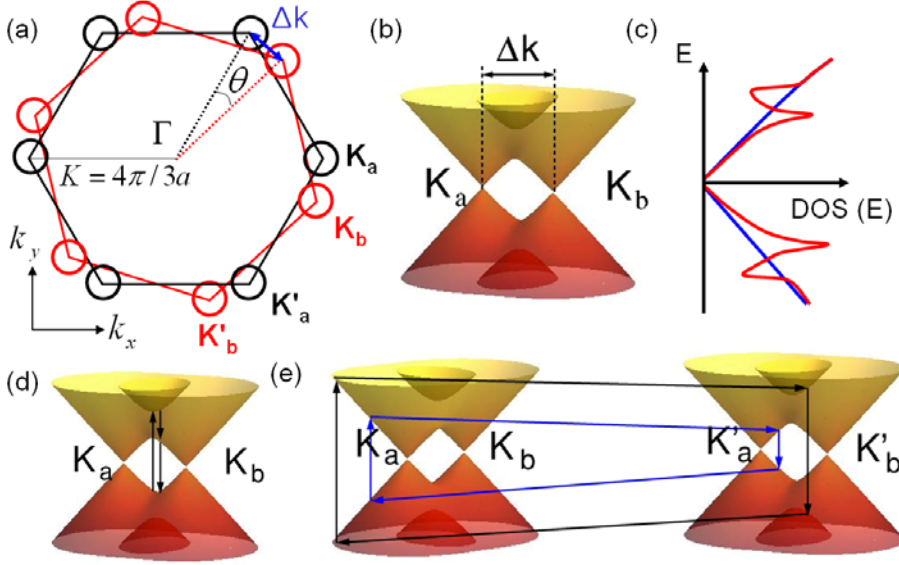 (a)
Δk
θ
Γ
K = 4π/3a
K_a
K_b
K'_a
K'_b
k_y
k_x
(b)
Δk
K_a
K_b
(c)
E
DOS (E)
(d)
K_a
K_b
(e)
K_a
K_b
K'_a
K'_b